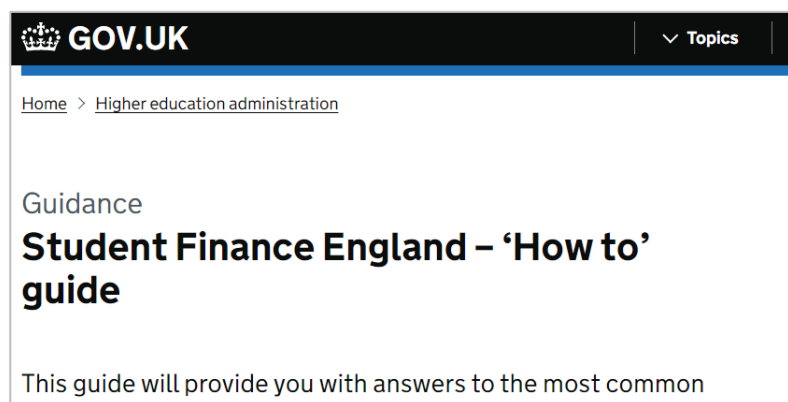 GOV.UK
Topics
Home > Higher education administration
Guidance
Student Finance England – ‘How to’
guide
This guide will provide you with answers to the most common